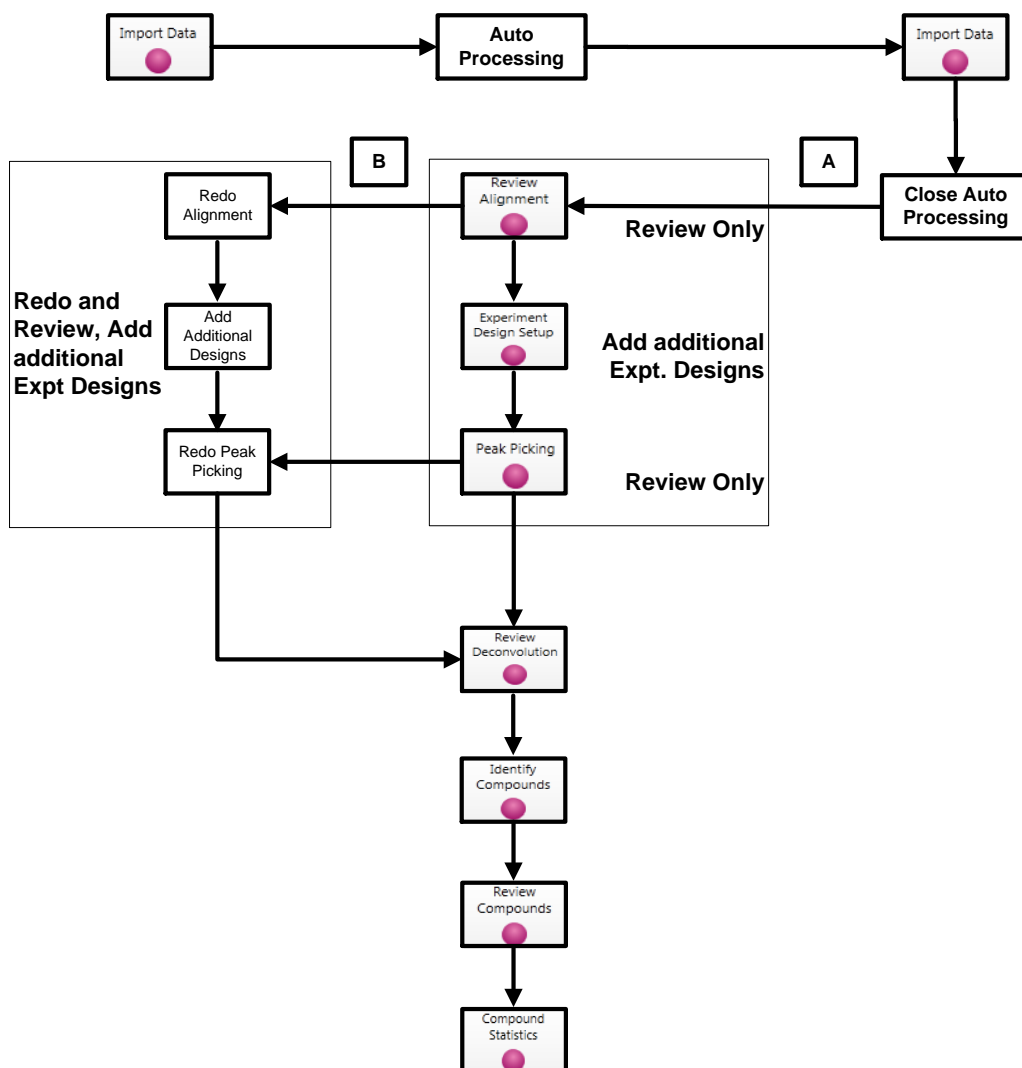 Import Data
Auto
Processing
Import Data
B
A
Redo
Alignment
Review
Alignment
Close Auto
Processing
Review Only
Redo and
Review, Add
additional
Expt Designs
Add
Additional
Designs
Experiment
Design Setup
Add additional
Expt. Designs
Redo Peak
Picking
Peak Picking
Review Only
Review
Deconvolution
Identify
Compounds
Review
Compounds
Compound
Statistics